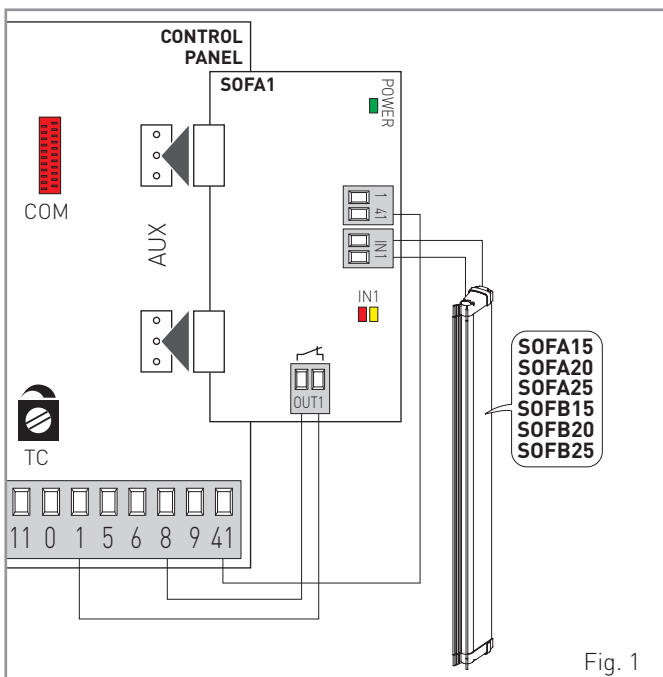 CONTROL
PANEL
SOFA1
POWER
COM
AUX
1
41
IN1
IN1
SOFA15
SOFA20
SOFA25
SOFB15
SOFB20
SOFB25
OUT1
TC
11 0 1 5 6 8 9 41
Fig. 1